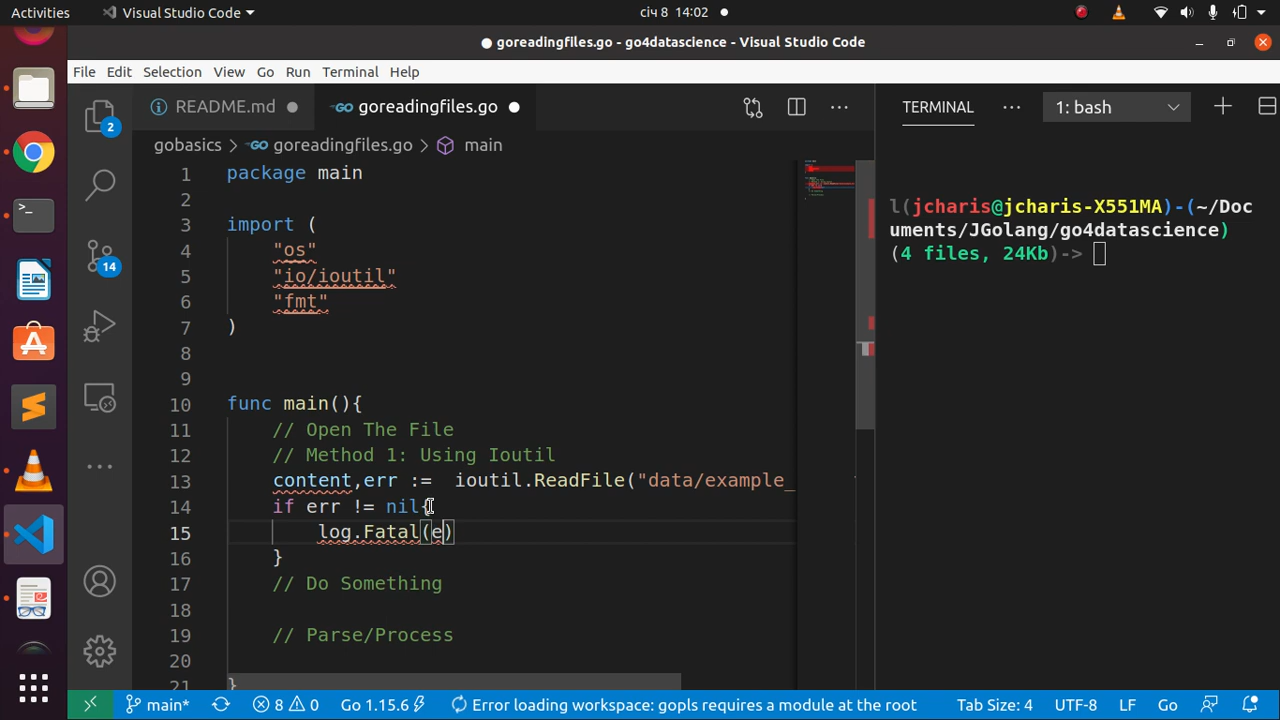 Activities Visual Studio Code січ 8 14:02
goreadingfiles.go - go4datascience - Visual Studio Code
File Edit Selection View Go Run Terminal Help
README.md goreadingfiles.go TERMINAL 1: bash
gobasics > goreadingfiles.go > main
1 package main
2
3 import (
4 "os"
5 "io/ioutil"
6 "fmt"
7 )
8
9
10 func main(){
11 // Open The File
12 // Method 1: Using Ioutil
13 content,err := ioutil.ReadFile("data/example_
14 if err != nil{
15 log.Fatal(e)
16 }
17 // Do Something
18
19 // Parse/Process
20
21 }
l(jcharis@jcharis-X551MA)-(~/Doc
uments/JGolang/go4datascience)
(4 files, 24Kb)->
2
14
main* 8 0 Go 1.15.6 Error loading workspace: gopls requires a module at the root Tab Size: 4 UTF-8 LF Go